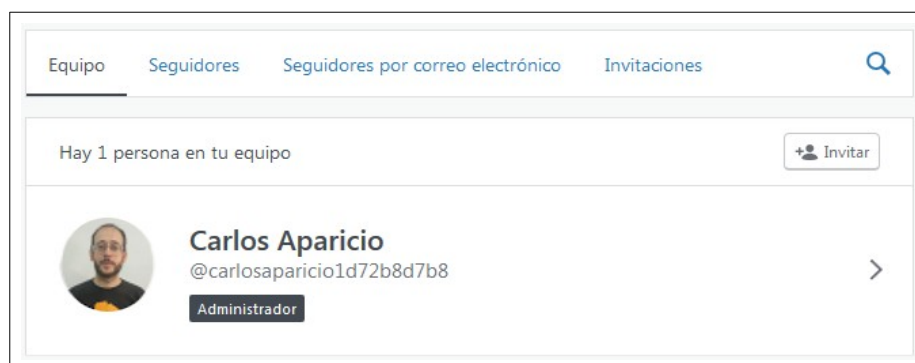 Equipo Seguidores Seguidores por correo electrónico Invitaciones
Hay 1 persona en tu equipo Invitar
Carlos Aparicio
@carlosaparicio1d72b8d7b8
Administrador